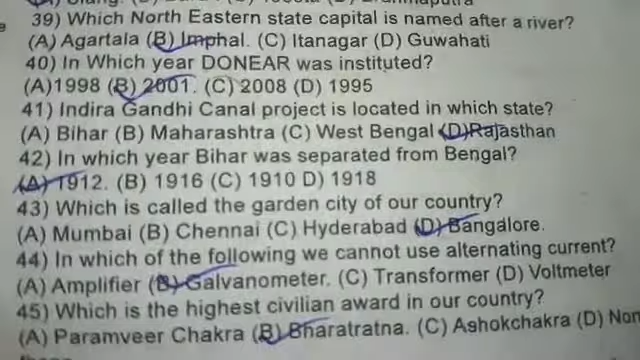 39) Which North Eastern state capital is named after a river?
(A) Agartala (B) Imphal. (C) Itanagar (D) Guwahati
40) In Which year DONEAR was instituted?
(A)1998 (B) 2001. (C) 2008 (D) 1995
41) Indira Gandhi Canal project is located in which state?
(A) Bihar (B) Maharashtra (C) West Bengal (D)Rajasthan
42) In which year Bihar was separated from Bengal?
(A) 1912. (B) 1916 (C) 1910 D) 1918
43) Which is called the garden city of our country?
(A) Mumbai (B) Chennai (C) Hyderabad (D) Bangalore.
44) In which of the following we cannot use alternating current?
(A) Amplifier (B) Galvanometer. (C) Transformer (D) Voltmeter
45) Which is the highest civilian award in our country?
(A) Paramveer Chakra (B) Bharatratna. (C) Ashokchakra (D) Non